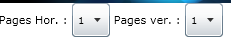 Pages Hor. : 1 Pages ver. : 1